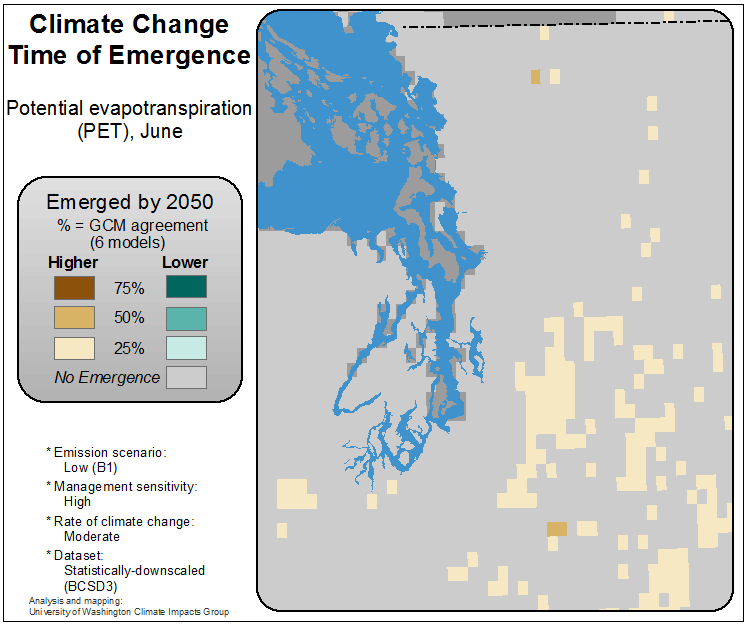 Climate Change
Time of Emergence
Potential evapotranspiration
(PET), June
Emerged by 2050
% = GCM agreement
(6 models)
Higher Lower
75%
50%
25%
No Emergence
* Emission scenario:
Low (B1)
* Management sensitivity:
High
* Rate of climate change:
Moderate
* Dataset:
Statistically-downscaled
(BCSD3)
Analysis and mapping:
University of Washington Climate Impacts Group